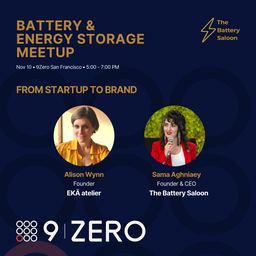 BATTERY &
ENERGY STORAGE
MEETUP
The
Battery
Saloon
Nov 10 • 9Zero San Francisco • 5:00 - 7:00 PM
FROM STARTUP TO BRAND
Alison Wynn
Founder
EKĀ atelier
Sama Aghniaey
Founder & CEO
The Battery Saloon
9 | ZERO